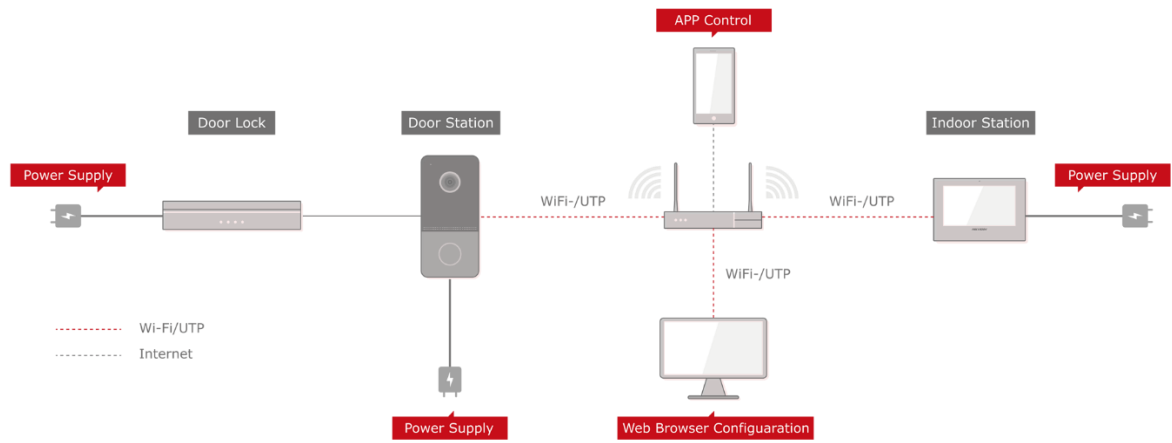 APP Control
Door Lock
Door Station
Indoor Station
Power Supply
Power Supply
WiFi-/UTP
WiFi-/UTP
WiFi-/UTP
Wi-Fi/UTP
Internet
Power Supply
Web Browser Configuaration